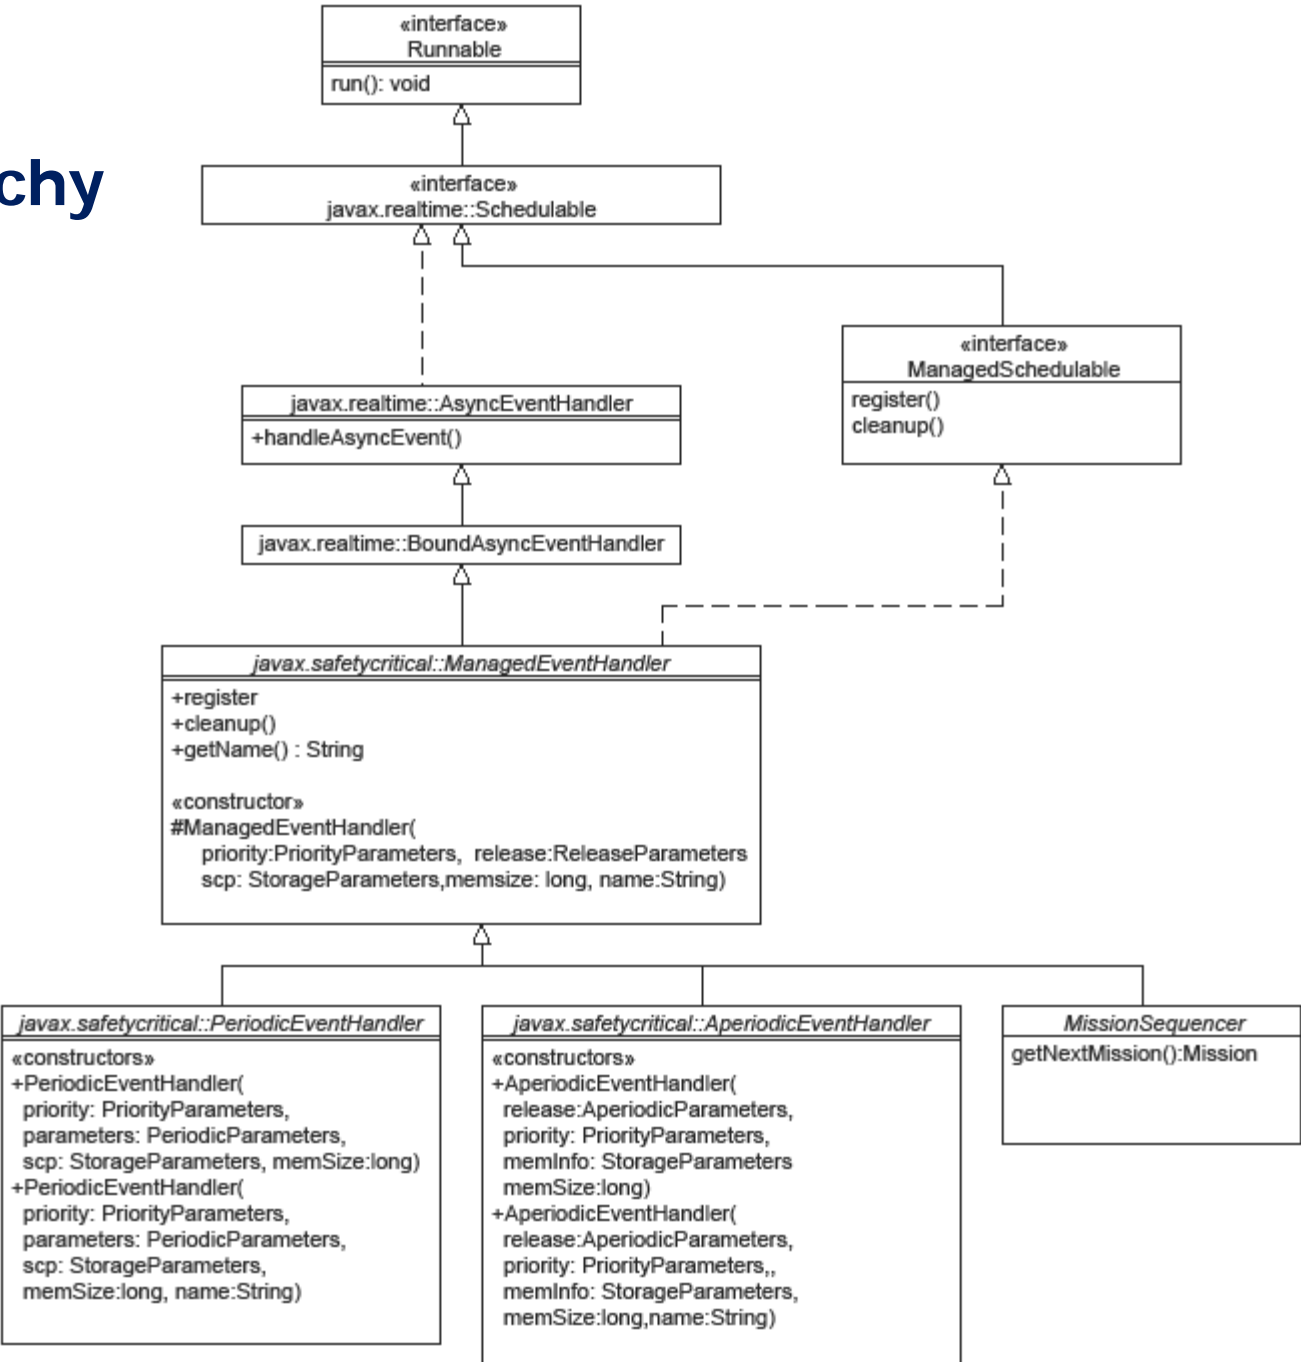 «interface»
Runnable
run(): void
chy
«interface»
javax.realtime::Schedulable
«interface»
ManagedSchedulable
register()
cleanup()
javax.realtime::AsyncEventHandler
+handleAsyncEvent()
javax.realtime::BoundAsyncEventHandler
javax.safetycritical::ManagedEventHandler
+register
+cleanup()
+getName() : String
«constructor»
#ManagedEventHandler(
priority:PriorityParameters, release:ReleaseParameters
scp: StorageParameters,memsize: long, name:String)
javax.safetycritical::PeriodicEventHandler
«constructors»
+PeriodicEventHandler(
priority: PriorityParameters,
parameters: PeriodicParameters,
scp: StorageParameters, memSize:long)
+PeriodicEventHandler(
priority: PriorityParameters,
parameters: PeriodicParameters,
scp: StorageParameters,
memSize:long, name:String)
javax.safetycritical::AperiodicEventHandler
«constructors»
+AperiodicEventHandler(
release:AperiodicParameters,
priority: PriorityParameters,
memInfo: StorageParameters
memSize:long)
+AperiodicEventHandler(
release:AperiodicParameters,
priority: PriorityParameters,,
memInfo: StorageParameters,
memSize:long,name:String)
MissionSequencer
getNextMission():Mission